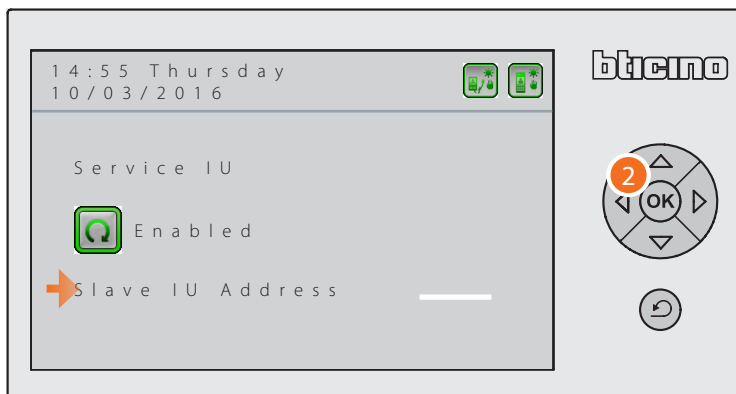 14:55 Thursday
10/03/2016
bticino
Service IU
2
OK
Enabled
Slave IU Address